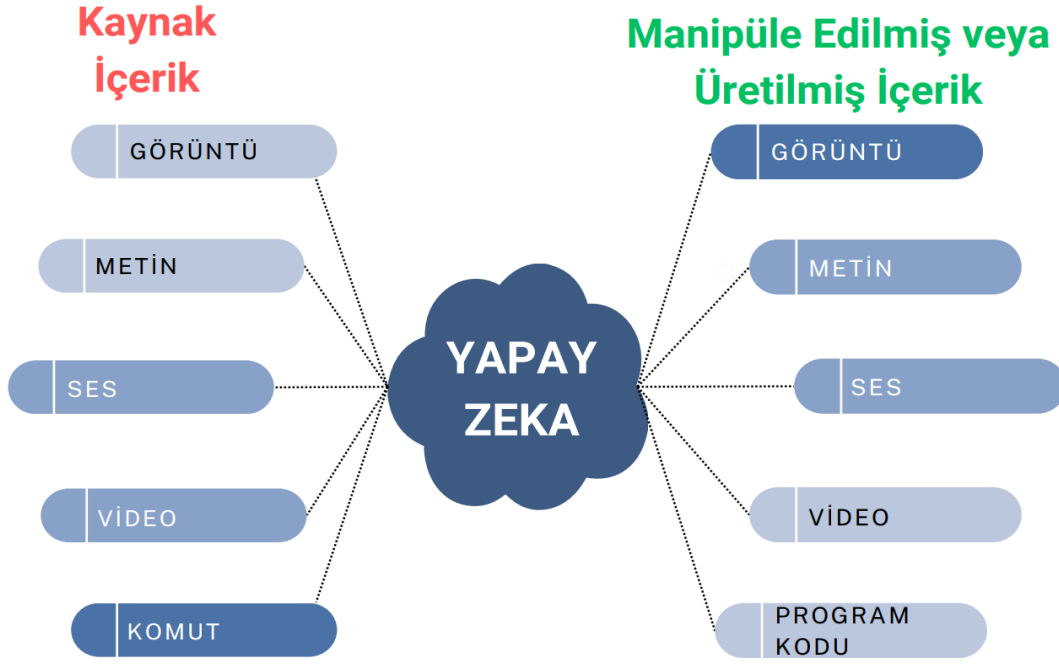 Kaynak
İçerik
GÖRÜNTÜ
METİN
SES
VİDEO
KOMUT
YAPAY
ZEKA
Manipüle Edilmiş veya
Üretilmiş İçerik
GÖRÜNTÜ
METİN
SES
VİDEO
PROGRAM
KODU